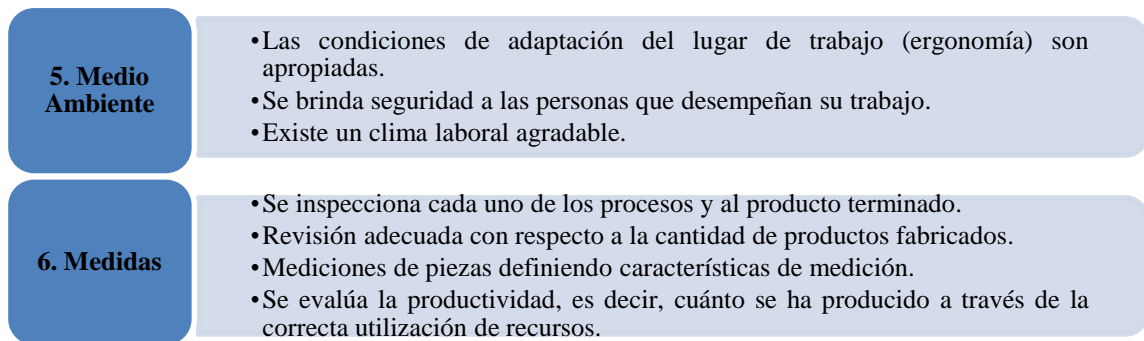 5. Medio
Ambiente
•Las condiciones de adaptación del lugar de trabajo (ergonomía) son
apropiadas.
•Se brinda seguridad a las personas que desempeñan su trabajo.
•Existe un clima laboral agradable.
6. Medidas
•Se inspecciona cada uno de los procesos y al producto terminado.
•Revisión adecuada con respecto a la cantidad de productos fabricados.
•Mediciones de piezas definiendo características de medición.
•Se evalúa la productividad, es decir, cuánto se ha producido a través de la
correcta utilización de recursos.